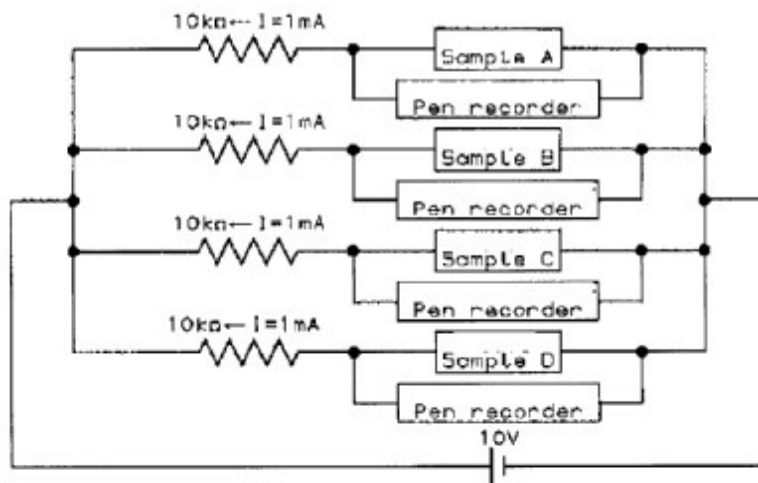 10kΩ← I=1mA
Sample A
Pen recorder
10kΩ← I=1mA
Sample B
Pen recorder
10kΩ← I=1mA
Sample C
Pen recorder
10kΩ← I=1mA
Sample D
Pen recorder
10V